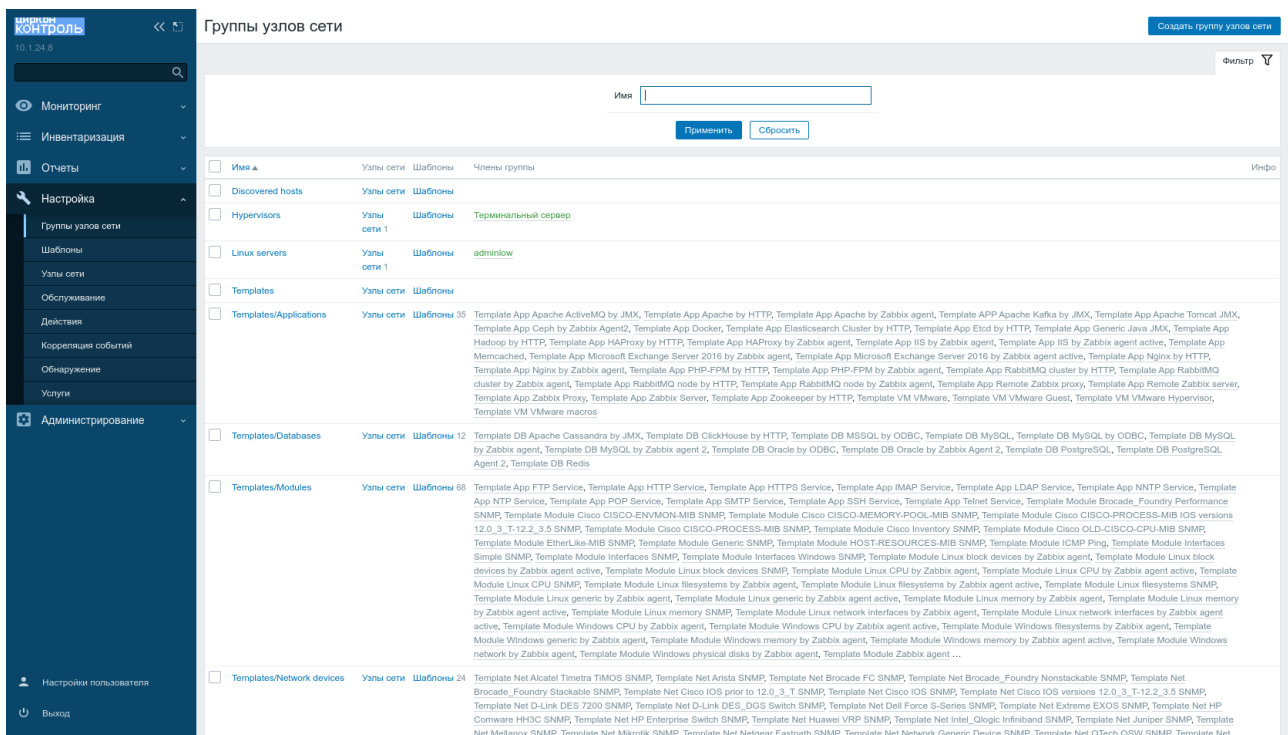 циркон
контроль
10.1.24.8
Мониторинг
Инвентаризация
Отчеты
Настройка
Группы узлов сети
Шаблоны
Узлы сети
Обслуживание
Действия
Корреляция событий
Обнаружение
Услуги
Администрирование
Настройки пользователя
Выход
Группы узлов сети
Создать группу узлов сети
Фильтр
Имя
Применить Сбросить
Имя Узлы сети Шаблоны Члены группы Инфо
Discovered hosts Узлы сети Шаблоны
Hypervisors Узлы Шаблоны Терминальный сервер
сети 1
Linux servers Узлы Шаблоны adminlow
сети 1
Templates Узлы сети Шаблоны
Templates/Applications Узлы сети Шаблоны 35 Template App Apache ActiveMQ by JMX, Template App Apache by HTTP, Template App Apache by Zabbix agent, Template APP Apache Kafka by JMX, Template App Apache Tomcat JMX,
Template App Ceph by Zabbix Agent2, Template App Docker, Template App Elasticsearch Cluster by HTTP, Template App Etcd by HTTP, Template App Generic Java JMX, Template App
Hadoop by HTTP, Template App HAProxy by HTTP, Template App HAProxy by Zabbix agent, Template App IIS by Zabbix agent, Template App IIS by Zabbix agent active, Template App
Memcached, Template App Microsoft Exchange Server 2016 by Zabbix agent, Template App Microsoft Exchange Server 2016 by Zabbix agent active, Template App Nginx by HTTP,
Template App Nginx by Zabbix agent, Template App PHP-FPM by HTTP, Template App PHP-FPM by Zabbix agent, Template App RabbitMQ cluster by HTTP, Template App RabbitMQ
cluster by Zabbix agent, Template App RabbitMQ node by HTTP, Template App RabbitMQ node by Zabbix agent, Template App Remote Zabbix proxy, Template App Remote Zabbix server,
Template App Zabbix Proxy, Template App Zabbix Server, Template App Zookeeper by HTTP, Template VM VMware, Template VM VMware Guest, Template VM VMware Hypervisor,
Template VM VMware macros
Templates/Databases Узлы сети Шаблоны 12 Template DB Apache Cassandra by JMX, Template DB ClickHouse by HTTP, Template DB MSSQL by ODBC, Template DB MySQL, Template DB MySQL by ODBC, Template DB MySQL
by Zabbix agent, Template DB MySQL by Zabbix agent 2, Template DB Oracle by ODBC, Template DB Oracle by Zabbix Agent 2, Template DB PostgreSQL, Template DB PostgreSQL
Agent 2, Template DB Redis
Templates/Modules Узлы сети Шаблоны 68 Template App FTP Service, Template App HTTP Service, Template App HTTPS Service, Template App IMAP Service, Template App LDAP Service, Template App NNTP Service, Template
App NTP Service, Template App POP Service, Template App SMTP Service, Template App SSH Service, Template App Telnet Service, Template Module Brocade_Foundry Performance
SNMP, Template Module Cisco CISCO-ENVMON-MIB SNMP, Template Module Cisco CISCO-MEMORY-POOL-MIB SNMP, Template Module Cisco CISCO-PROCESS-MIB IOS versions
12.0_3_T-12.2_3.5 SNMP, Template Module Cisco CISCO-PROCESS-MIB SNMP, Template Module Cisco Inventory SNMP, Template Module Cisco OLD-CISCO-CPU-MIB SNMP,
Template Module EtherLike-MIB SNMP, Template Module Generic SNMP, Template Module HOST-RESOURCES-MIB SNMP, Template Module ICMP Ping, Template Module Interfaces
Simple SNMP, Template Module Interfaces SNMP, Template Module Interfaces Windows SNMP, Template Module Linux block devices by Zabbix agent, Template Module Linux block
devices by Zabbix agent active, Template Module Linux block devices SNMP, Template Module Linux CPU by Zabbix agent, Template Module Linux CPU by Zabbix agent active, Template
Module Linux CPU SNMP, Template Module Linux filesystems by Zabbix agent, Template Module Linux filesystems by Zabbix agent active, Template Module Linux filesystems SNMP,
Template Module Linux generic by Zabbix agent, Template Module Linux generic by Zabbix agent active, Template Module Linux memory by Zabbix agent, Template Module Linux memory
by Zabbix agent active, Template Module Linux memory SNMP, Template Module Linux network interfaces by Zabbix agent, Template Module Linux network interfaces by Zabbix agent
active, Template Module Windows CPU by Zabbix agent, Template Module Windows CPU by Zabbix agent active, Template Module Windows filesystems by Zabbix agent, Template
Module Windows generic by Zabbix agent, Template Module Windows memory by Zabbix agent, Template Module Windows memory by Zabbix agent active, Template Module Windows
network by Zabbix agent, Template Module Windows physical disks by Zabbix agent, Template Module Zabbix agent …
Templates/Network devices Узлы сети Шаблоны 24 Template Net Alcatel Timetra TiMOS SNMP, Template Net Arista SNMP, Template Net Brocade FC SNMP, Template Net Brocade_Foundry Nonstackable SNMP, Template Net
Brocade_Foundry Stackable SNMP, Template Net Cisco IOS prior to 12.0_3_T SNMP, Template Net Cisco IOS SNMP, Template Net Cisco IOS versions 12.0_3_T-12.2_3.5 SNMP,
Template Net D-Link DES 7200 SNMP, Template Net D-Link DES_DGS Switch SNMP, Template Net Dell Force S-Series SNMP, Template Net Extreme EXOS SNMP, Template Net HP
Comware HH3C SNMP, Template Net HP Enterprise Switch SNMP, Template Net Huawei VRP SNMP, Template Net Intel_Qlogic Infiniband SNMP, Template Net Juniper SNMP, Template
Net Mellanox SNMP, Template Net Mikrotik SNMP, Template Net Netgear Fastpath SNMP, Template Net Network Generic Device SNMP, Template Net QTech QSW SNMP, Template Net